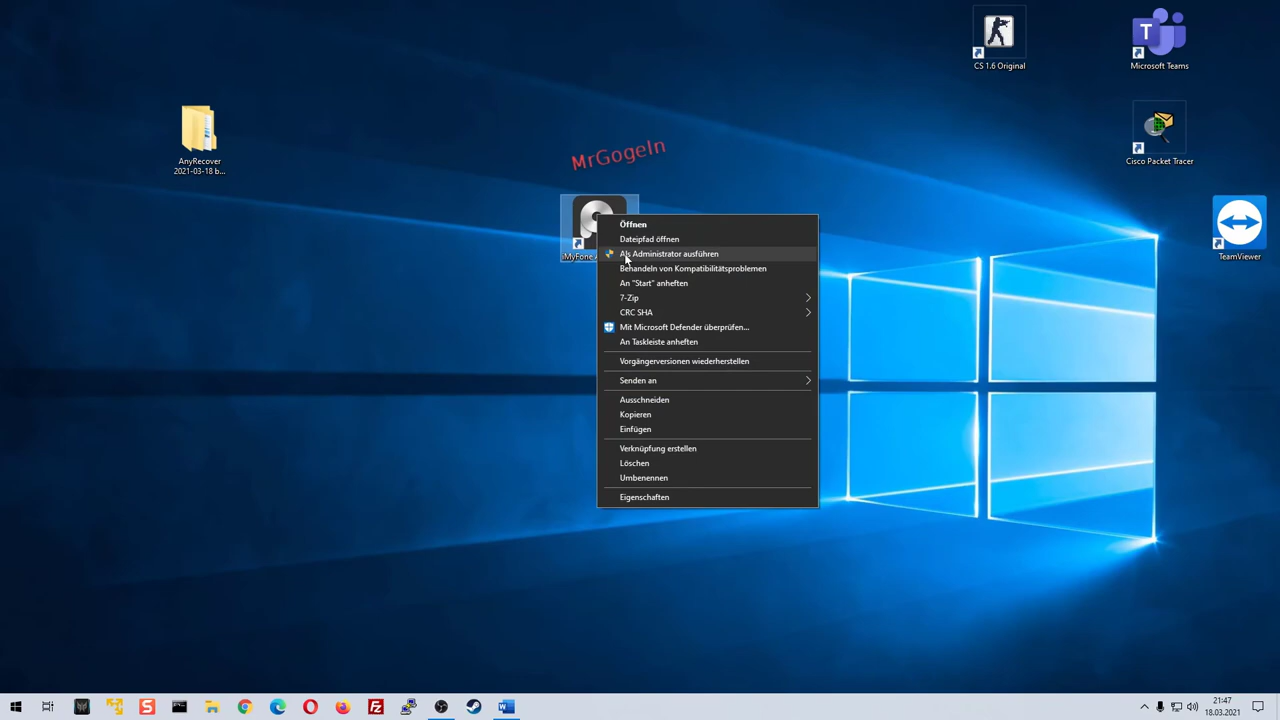 CS 1.6 Original
T
Microsoft Teams
AnyRecover
2021-03-18 b...
Cisco Packet Tracer
MrGogeln
TeamViewer
iMyFone A
Öffnen
Dateipfad öffnen
Als Administrator ausführen
Behandeln von Kompatibilitätsproblemen
An "Start" anheften
7-Zip
CRC SHA
Mit Microsoft Defender überprüfen...
An Taskleiste anheften
Vorgängerversionen wiederherstellen
Senden an
Ausschneiden
Kopieren
Einfügen
Verknüpfung erstellen
Löschen
Umbenennen
Eigenschaften
S
FZ
W
21:47
18.03.2021